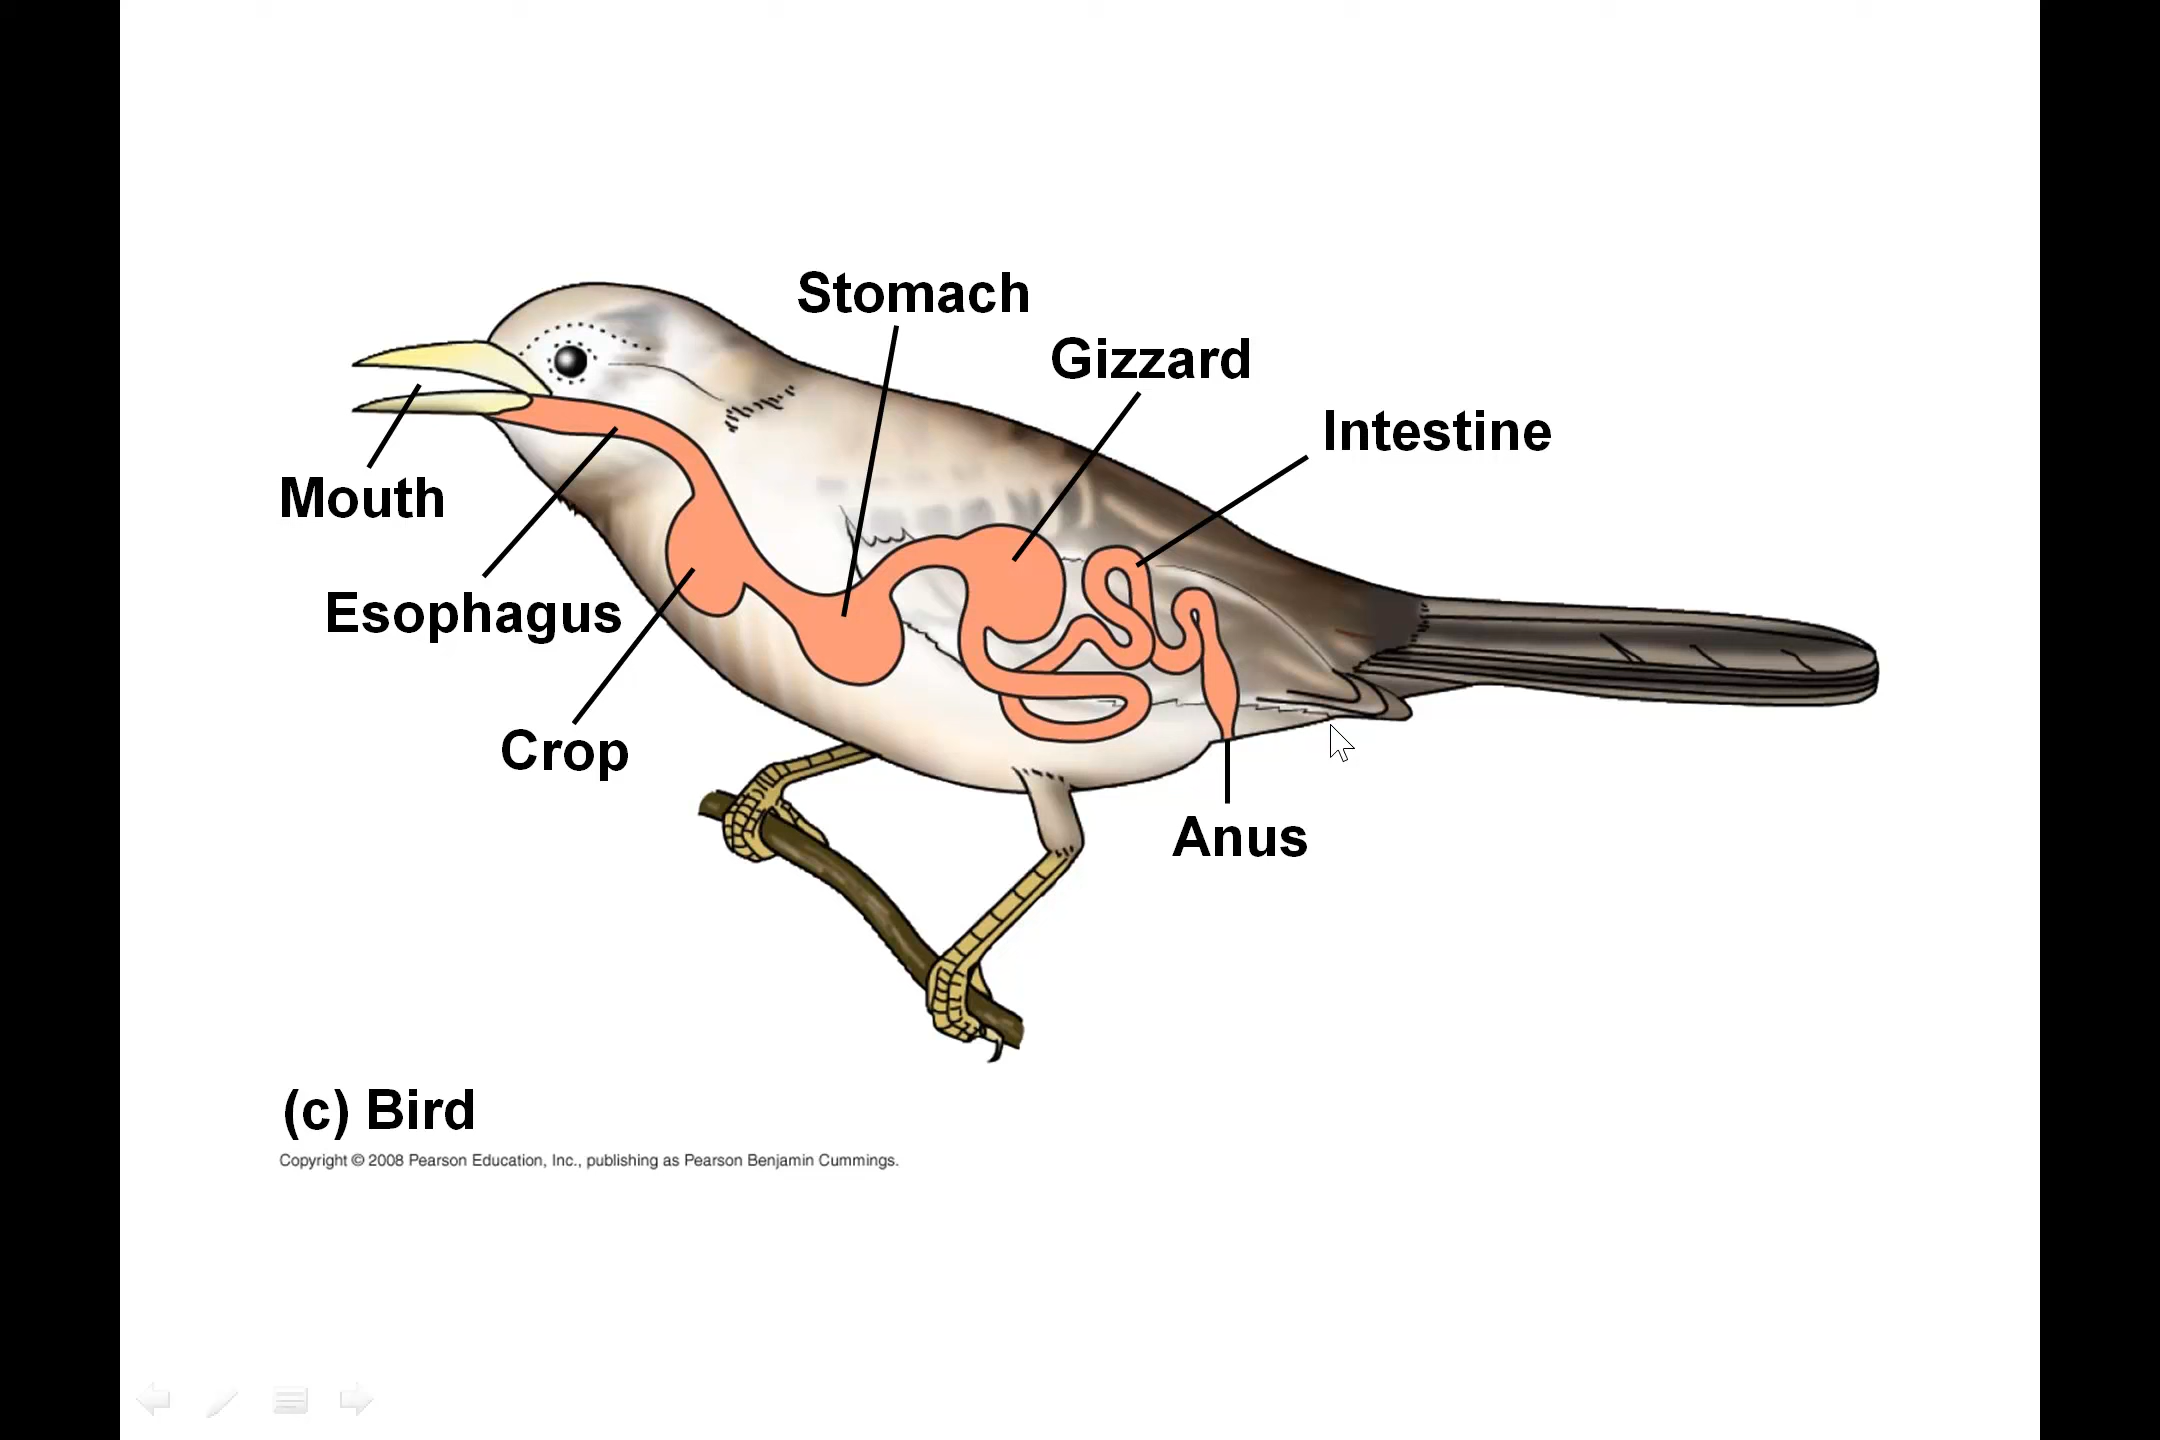 Stomach
Gizzard
Intestine
Mouth
Esophagus
Crop
Anus
(c) Bird
Copyright © 2008 Pearson Education, Inc., publishing as Pearson Benjamin Cummings.